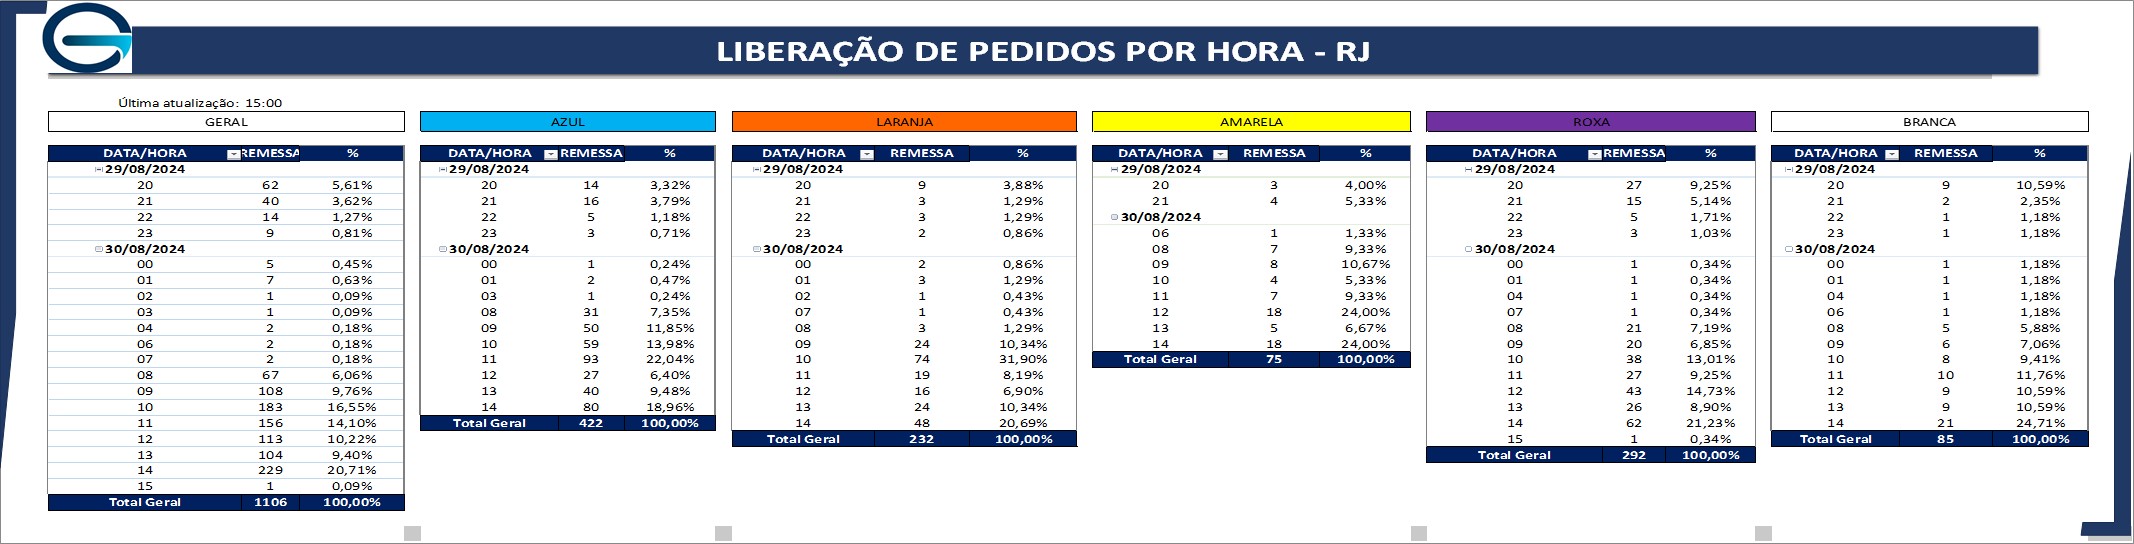 LIBERAÇÃO DE PEDIDOS POR HORA - RJ
Última atualização: 15:00
GERAL
DATA/HORA REMESSA %
29/08/2024
20 62 5,61%
21 40 3,62%
22 14 1,27%
23 9 0,81%
30/08/2024
00 5 0,45%
01 7 0,63%
02 1 0,09%
03 1 0,09%
04 2 0,18%
06 2 0,18%
07 2 0,18%
08 67 6,06%
09 108 9,76%
10 183 16,55%
11 156 14,10%
12 113 10,22%
13 104 9,40%
14 229 20,71%
15 1 0,09%
Total Geral 1106 100,00%
AZUL
DATA/HORA REMESSA %
29/08/2024
20 14 3,32%
21 16 3,79%
22 5 1,18%
23 3 0,71%
30/08/2024
00 1 0,24%
01 2 0,47%
03 1 0,24%
08 31 7,35%
09 50 11,85%
10 59 13,98%
11 93 22,04%
12 27 6,40%
13 40 9,48%
14 80 18,96%
Total Geral 422 100,00%
LARANJA
DATA/HORA REMESSA %
29/08/2024
20 9 3,88%
21 3 1,29%
22 3 1,29%
23 2 0,86%
30/08/2024
00 2 0,86%
01 3 1,29%
02 1 0,43%
07 1 0,43%
08 3 1,29%
09 24 10,34%
10 74 31,90%
11 19 8,19%
12 16 6,90%
13 24 10,34%
14 48 20,69%
Total Geral 232 100,00%
AMARELA
DATA/HORA REMESSA %
29/08/2024
20 3 4,00%
21 4 5,33%
30/08/2024
06 1 1,33%
08 7 9,33%
09 8 10,67%
10 4 5,33%
11 7 9,33%
12 18 24,00%
13 5 6,67%
14 18 24,00%
Total Geral 75 100,00%
ROXA
DATA/HORA REMESSA %
29/08/2024
20 27 9,25%
21 15 5,14%
22 5 1,71%
23 3 1,03%
30/08/2024
00 1 0,34%
01 1 0,34%
04 1 0,34%
07 1 0,34%
08 21 7,19%
09 20 6,85%
10 38 13,01%
11 27 9,25%
12 43 14,73%
13 26 8,90%
14 62 21,23%
15 1 0,34%
Total Geral 292 100,00%
BRANCA
DATA/HORA REMESSA %
29/08/2024
20 9 10,59%
21 2 2,35%
22 1 1,18%
23 1 1,18%
30/08/2024
00 1 1,18%
01 1 1,18%
04 1 1,18%
06 1 1,18%
08 5 5,88%
09 6 7,06%
10 8 9,41%
11 10 11,76%
12 9 10,59%
13 9 10,59%
14 21 24,71%
Total Geral 85 100,00%